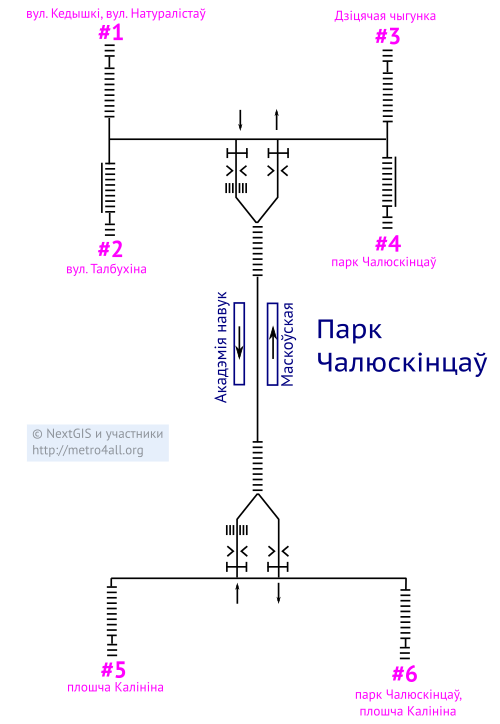 вул. Кедышкі, вул. Натуралістаў
#1
Дзіцячая чыгунка
#3
#2
вул. Талбухіна
#4
парк Чалюскінцаў
Акадэмія навук
Маскоўская
Парк
Чалюскінцаў
© NextGIS и участники
http://metro4all.org
#5
плошча Калініна
#6
парк Чалюскінцаў,
плошча Калініна